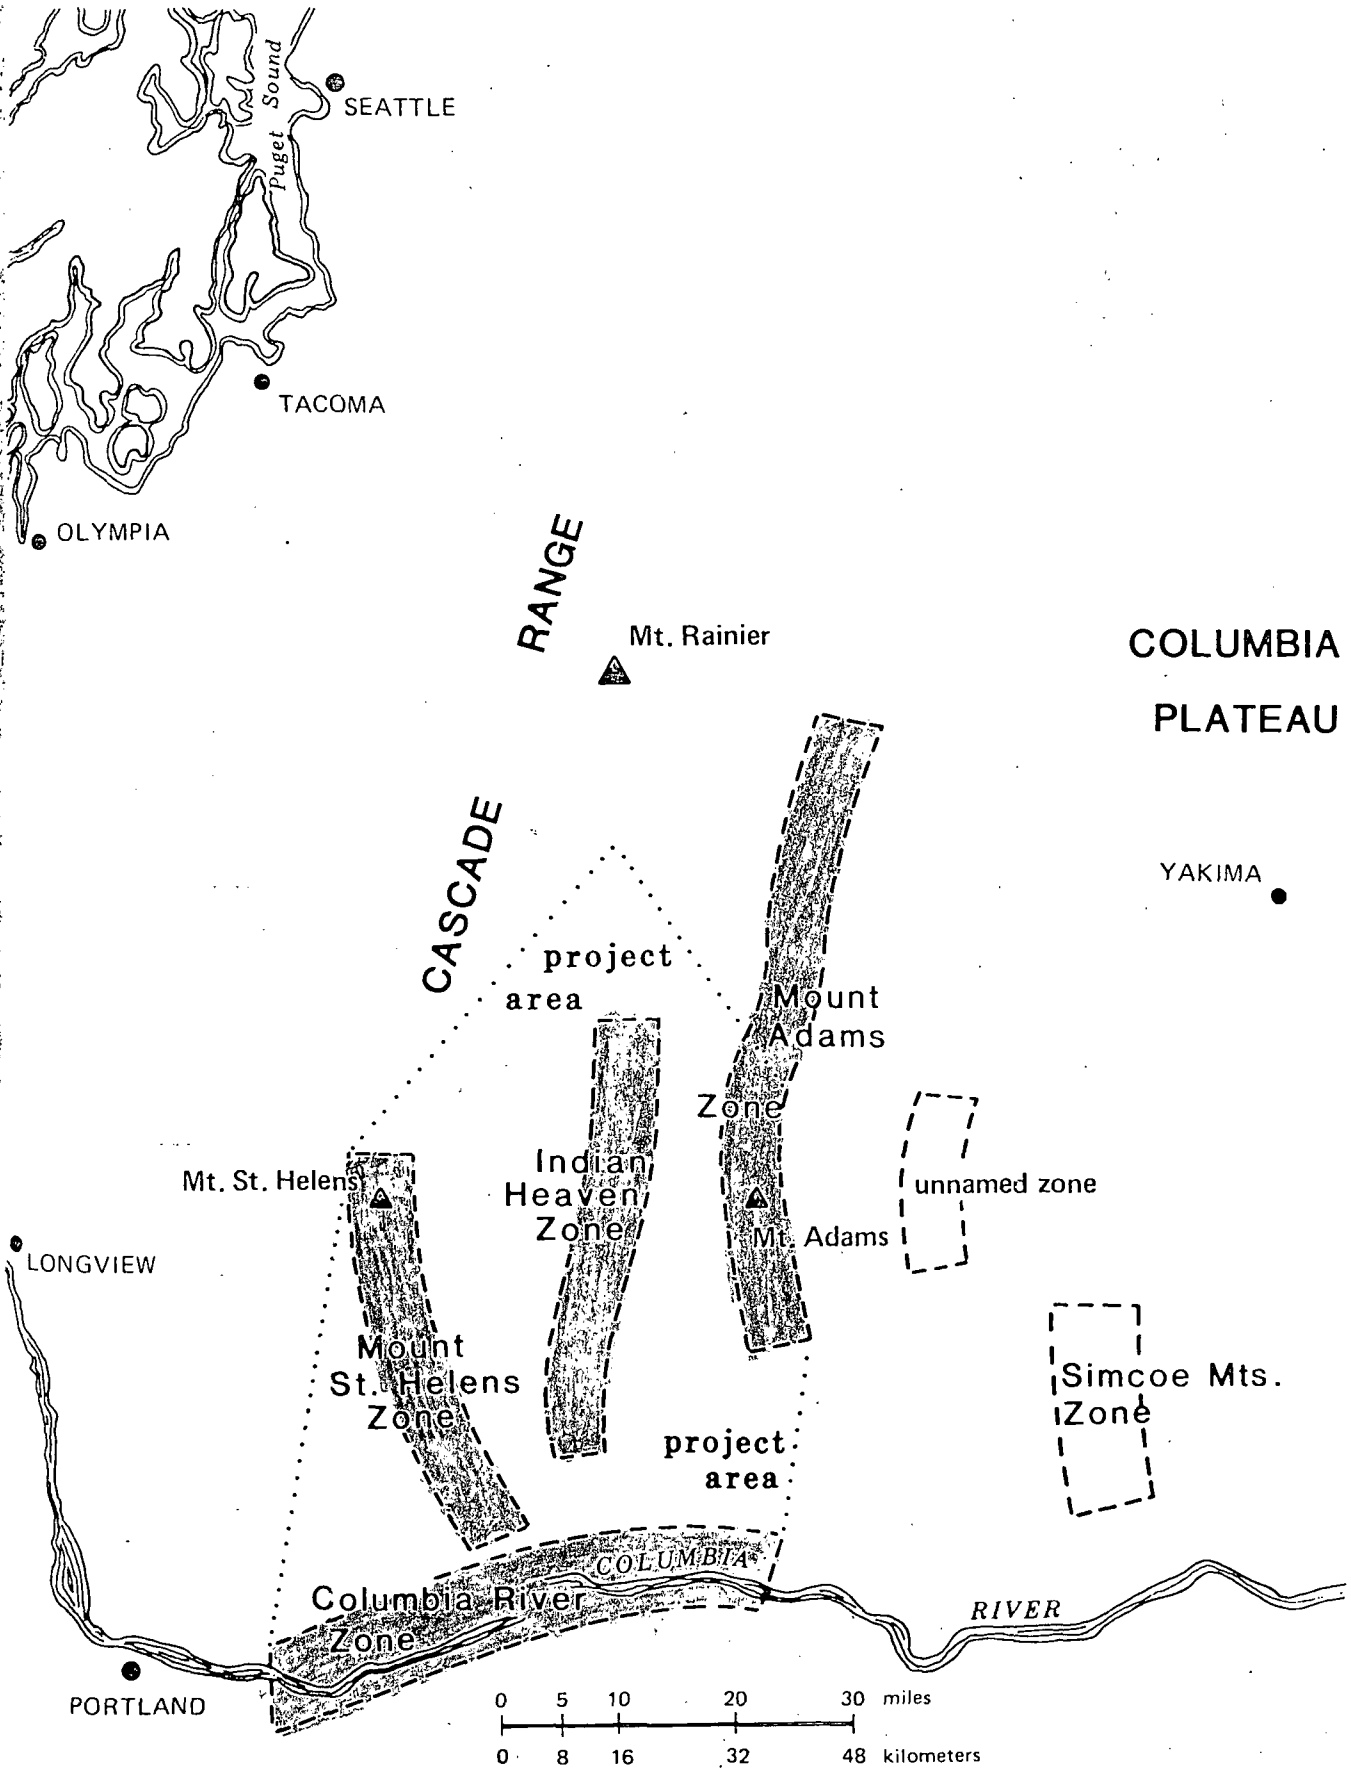 Puget Sound
SEATTLE
TACOMA
OLYMPIA
RANGE
Mt. Rainier
COLUMBIA
PLATEAU
CASCADE
YAKIMA
project
area
Mount
Adams
Zone
Indian
Heaven
Zone
Mt. St. Helens
unnamed zone
Mt. Adams
LONGVIEW
Mount
St. Helens
Zone
Simcoe Mts.
Zone
project
area
COLUMBIA
Columbia River
Zone
RIVER
PORTLAND
0 5 10 20 30 miles
0 8 16 32 48 kilometers